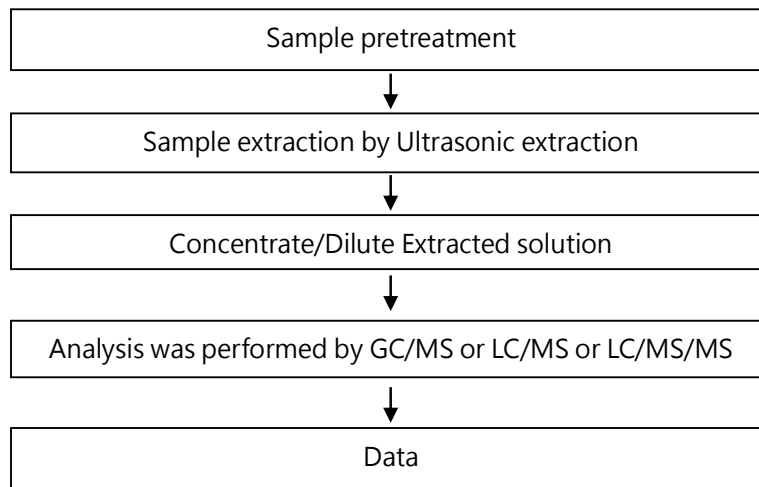 Sample pretreatment
Sample extraction by Ultrasonic extraction
Concentrate/Dilute Extracted solution
Analysis was performed by GC/MS or LC/MS or LC/MS/MS
Data